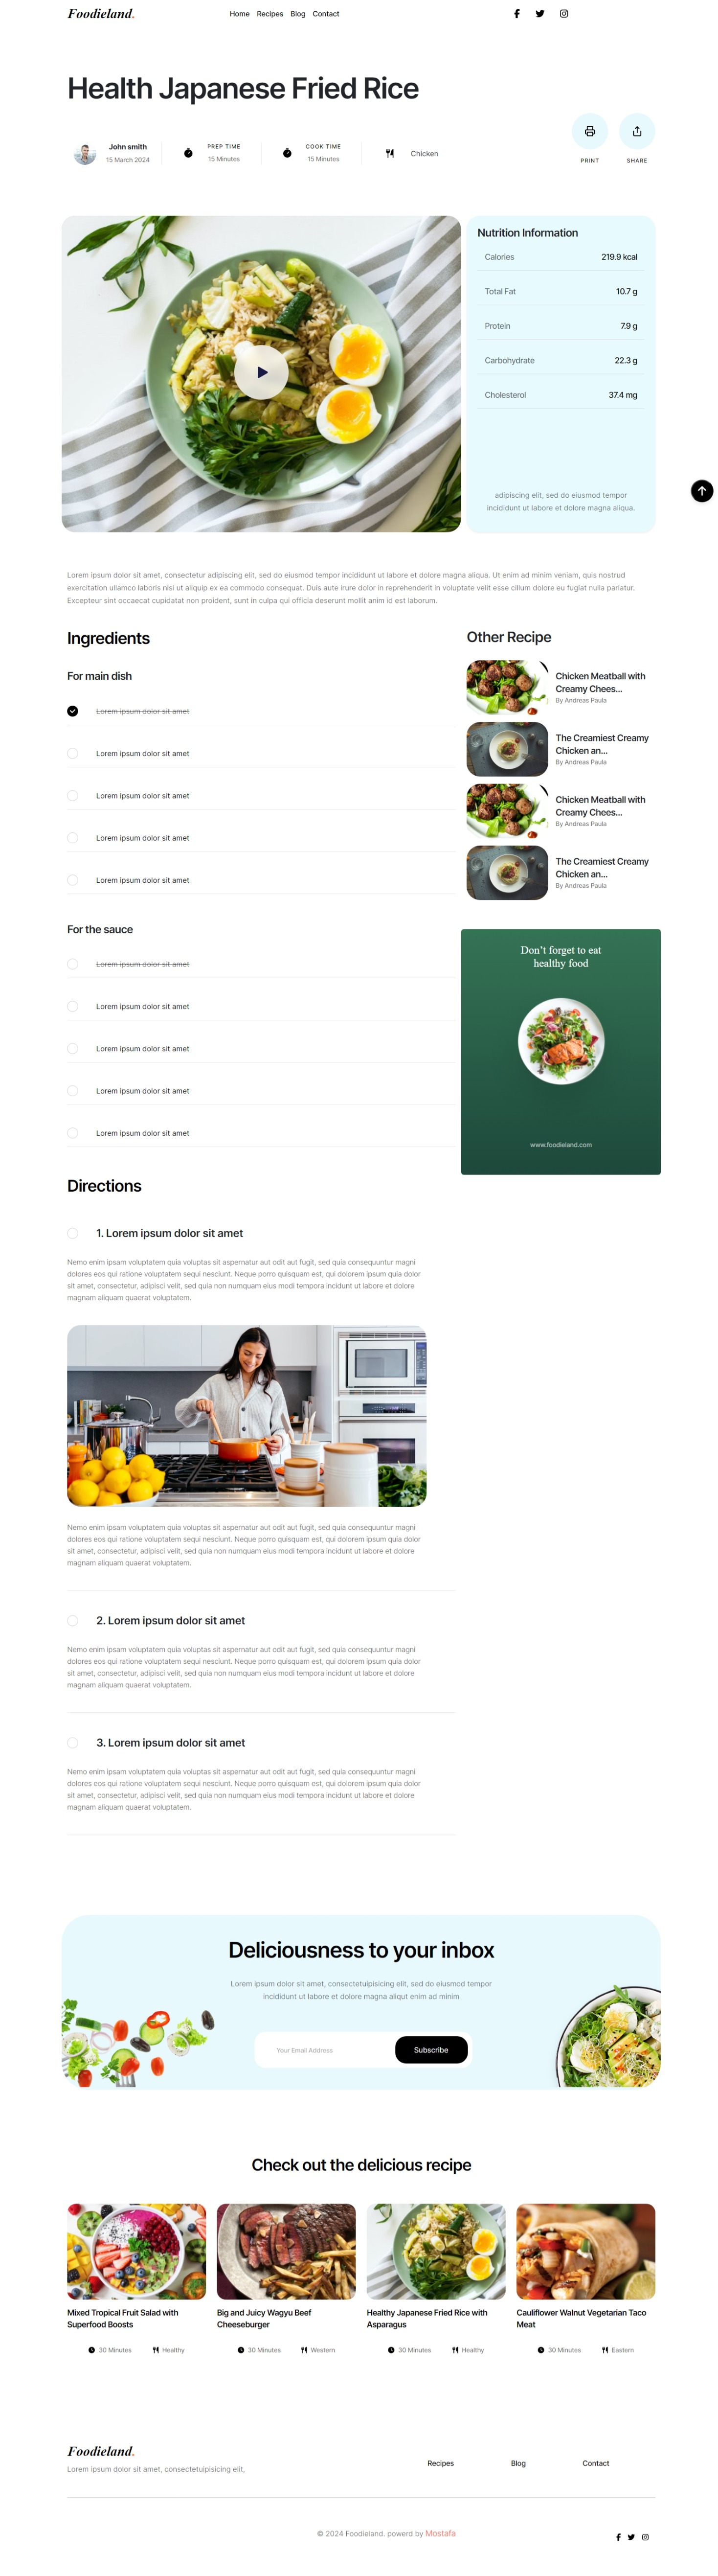 Foodieland.
Home Recipes Blog Contact
Health Japanese Fried Rice
John smith
15 March 2024
PREP TIME
15 Minutes
COOK TIME
15 Minutes
Chicken
PRINT
SHARE
Nutrition Information
Calories 219.9 kcal
Total Fat 10.7 g
Protein 7.9 g
Carbohydrate 22.3 g
Cholesterol 37.4 mg
adipiscing elit, sed do eiusmod tempor
incididunt ut labore et dolore magna aliqua.
Lorem ipsum dolor sit amet, consectetur adipiscing elit, sed do eiusmod tempor incididunt ut labore et dolore magna aliqua. Ut enim ad minim veniam, quis nostrud
exercitation ullamco laboris nisi ut aliquip ex ea commodo consequat. Duis aute irure dolor in reprehenderit in voluptate velit esse cillum dolore eu fugiat nulla pariatur.
Excepteur sint occaecat cupidatat non proident, sunt in culpa qui officia deserunt mollit anim id est laborum.
Ingredients
For main dish
Lorem ipsum dolor sit amet
Lorem ipsum dolor sit amet
Lorem ipsum dolor sit amet
Lorem ipsum dolor sit amet
Lorem ipsum dolor sit amet
For the sauce
Lorem ipsum dolor sit amet
Lorem ipsum dolor sit amet
Lorem ipsum dolor sit amet
Lorem ipsum dolor sit amet
Lorem ipsum dolor sit amet
Other Recipe
Chicken Meatball with
Creamy Chees...
By Andreas Paula
The Creamiest Creamy
Chicken an...
By Andreas Paula
Chicken Meatball with
Creamy Chees...
By Andreas Paula
The Creamiest Creamy
Chicken an...
By Andreas Paula
Don't forget to eat
healthy food
www.foodieland.com
Directions
1. Lorem ipsum dolor sit amet
Nemo enim ipsam voluptatem quia voluptas sit aspernatur aut odit aut fugit, sed quia consequuntur magni
dolores eos qui ratione voluptatem sequi nesciunt. Neque porro quisquam est, qui dolorem ipsum quia dolor
sit amet, consectetur, adipisci velit, sed quia non numquam eius modi tempora incidunt ut labore et dolore
magnam aliquam quaerat voluptatem.
Nemo enim ipsam voluptatem quia voluptas sit aspernatur aut odit aut fugit, sed quia consequuntur magni
dolores eos qui ratione voluptatem sequi nesciunt. Neque porro quisquam est, qui dolorem ipsum quia dolor
sit amet, consectetur, adipisci velit, sed quia non numquam eius modi tempora incidunt ut labore et dolore
magnam aliquam quaerat voluptatem.
2. Lorem ipsum dolor sit amet
Nemo enim ipsam voluptatem quia voluptas sit aspernatur aut odit aut fugit, sed quia consequuntur magni
dolores eos qui ratione voluptatem sequi nesciunt. Neque porro quisquam est, qui dolorem ipsum quia dolor
sit amet, consectetur, adipisci velit, sed quia non numquam eius modi tempora incidunt ut labore et dolore
magnam aliquam quaerat voluptatem.
3. Lorem ipsum dolor sit amet
Nemo enim ipsam voluptatem quia voluptas sit aspernatur aut odit aut fugit, sed quia consequuntur magni
dolores eos qui ratione voluptatem sequi nesciunt. Neque porro quisquam est, qui dolorem ipsum quia dolor
sit amet, consectetur, adipisci velit, sed quia non numquam eius modi tempora incidunt ut labore et dolore
magnam aliquam quaerat voluptatem.
Deliciousness to your inbox
Lorem ipsum dolor sit amet, consectetuipisicing elit, sed do eiusmod tempor
incididunt ut labore et dolore magna aliqut enim ad minim
Your Email Address
Subscribe
Check out the delicious recipe
Mixed Tropical Fruit Salad with
Superfood Boosts
30 Minutes Healthy
Big and Juicy Wagyu Beef
Cheeseburger
30 Minutes Western
Healthy Japanese Fried Rice with
Asparagus
30 Minutes Healthy
Cauliflower Walnut Vegetarian Taco
Meat
30 Minutes Eastern
Foodieland.
Lorem ipsum dolor sit amet, consectetuipisicing elit,
Recipes Blog Contact
© 2024 Foodieland. powerd by Mostafa